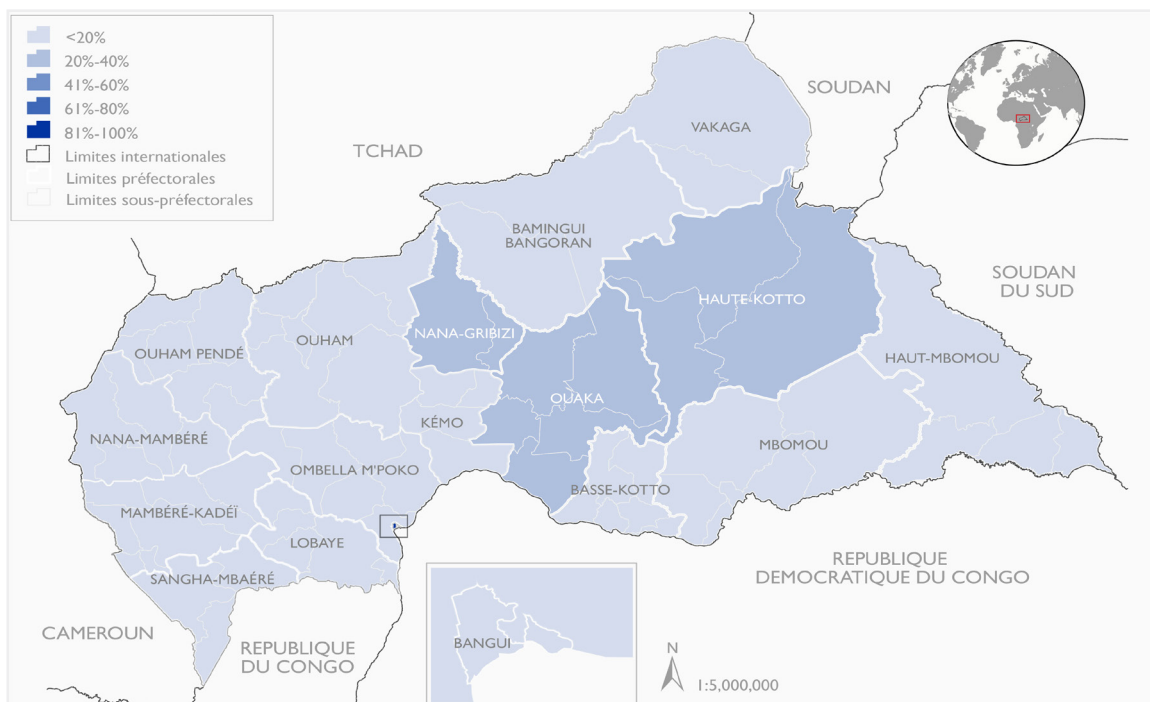 <20%
20%-40%
41%-60%
61%-80%
81%-100%
Limites internationales
Limites préfectorales
Limites sous-préfectorales
SOUDAN
TCHAD
VAKAGA
BAMINGUI
BANGORAN
SOUDAN
DU SUD
HAUTE-KOTTO
NANA-GRIBIZI
OUHAM
OUHAM PENDÉ
HAUT-MBOMOU
OUAKA
KÉMO
NANA-MAMBÉRÉ
MBOMOU
OMBELLA M'POKO
BASSE-KOTTO
MAMBÉRÉ-KADÉÏ
LOBAYE
SANGHA-MBAÉRÉ
REPUBLIQUE
DEMOCRATIQUE DU CONGO
CAMEROUN
REPUBLIQUE
DU CONGO
BANGUI
N
1:5,000,000